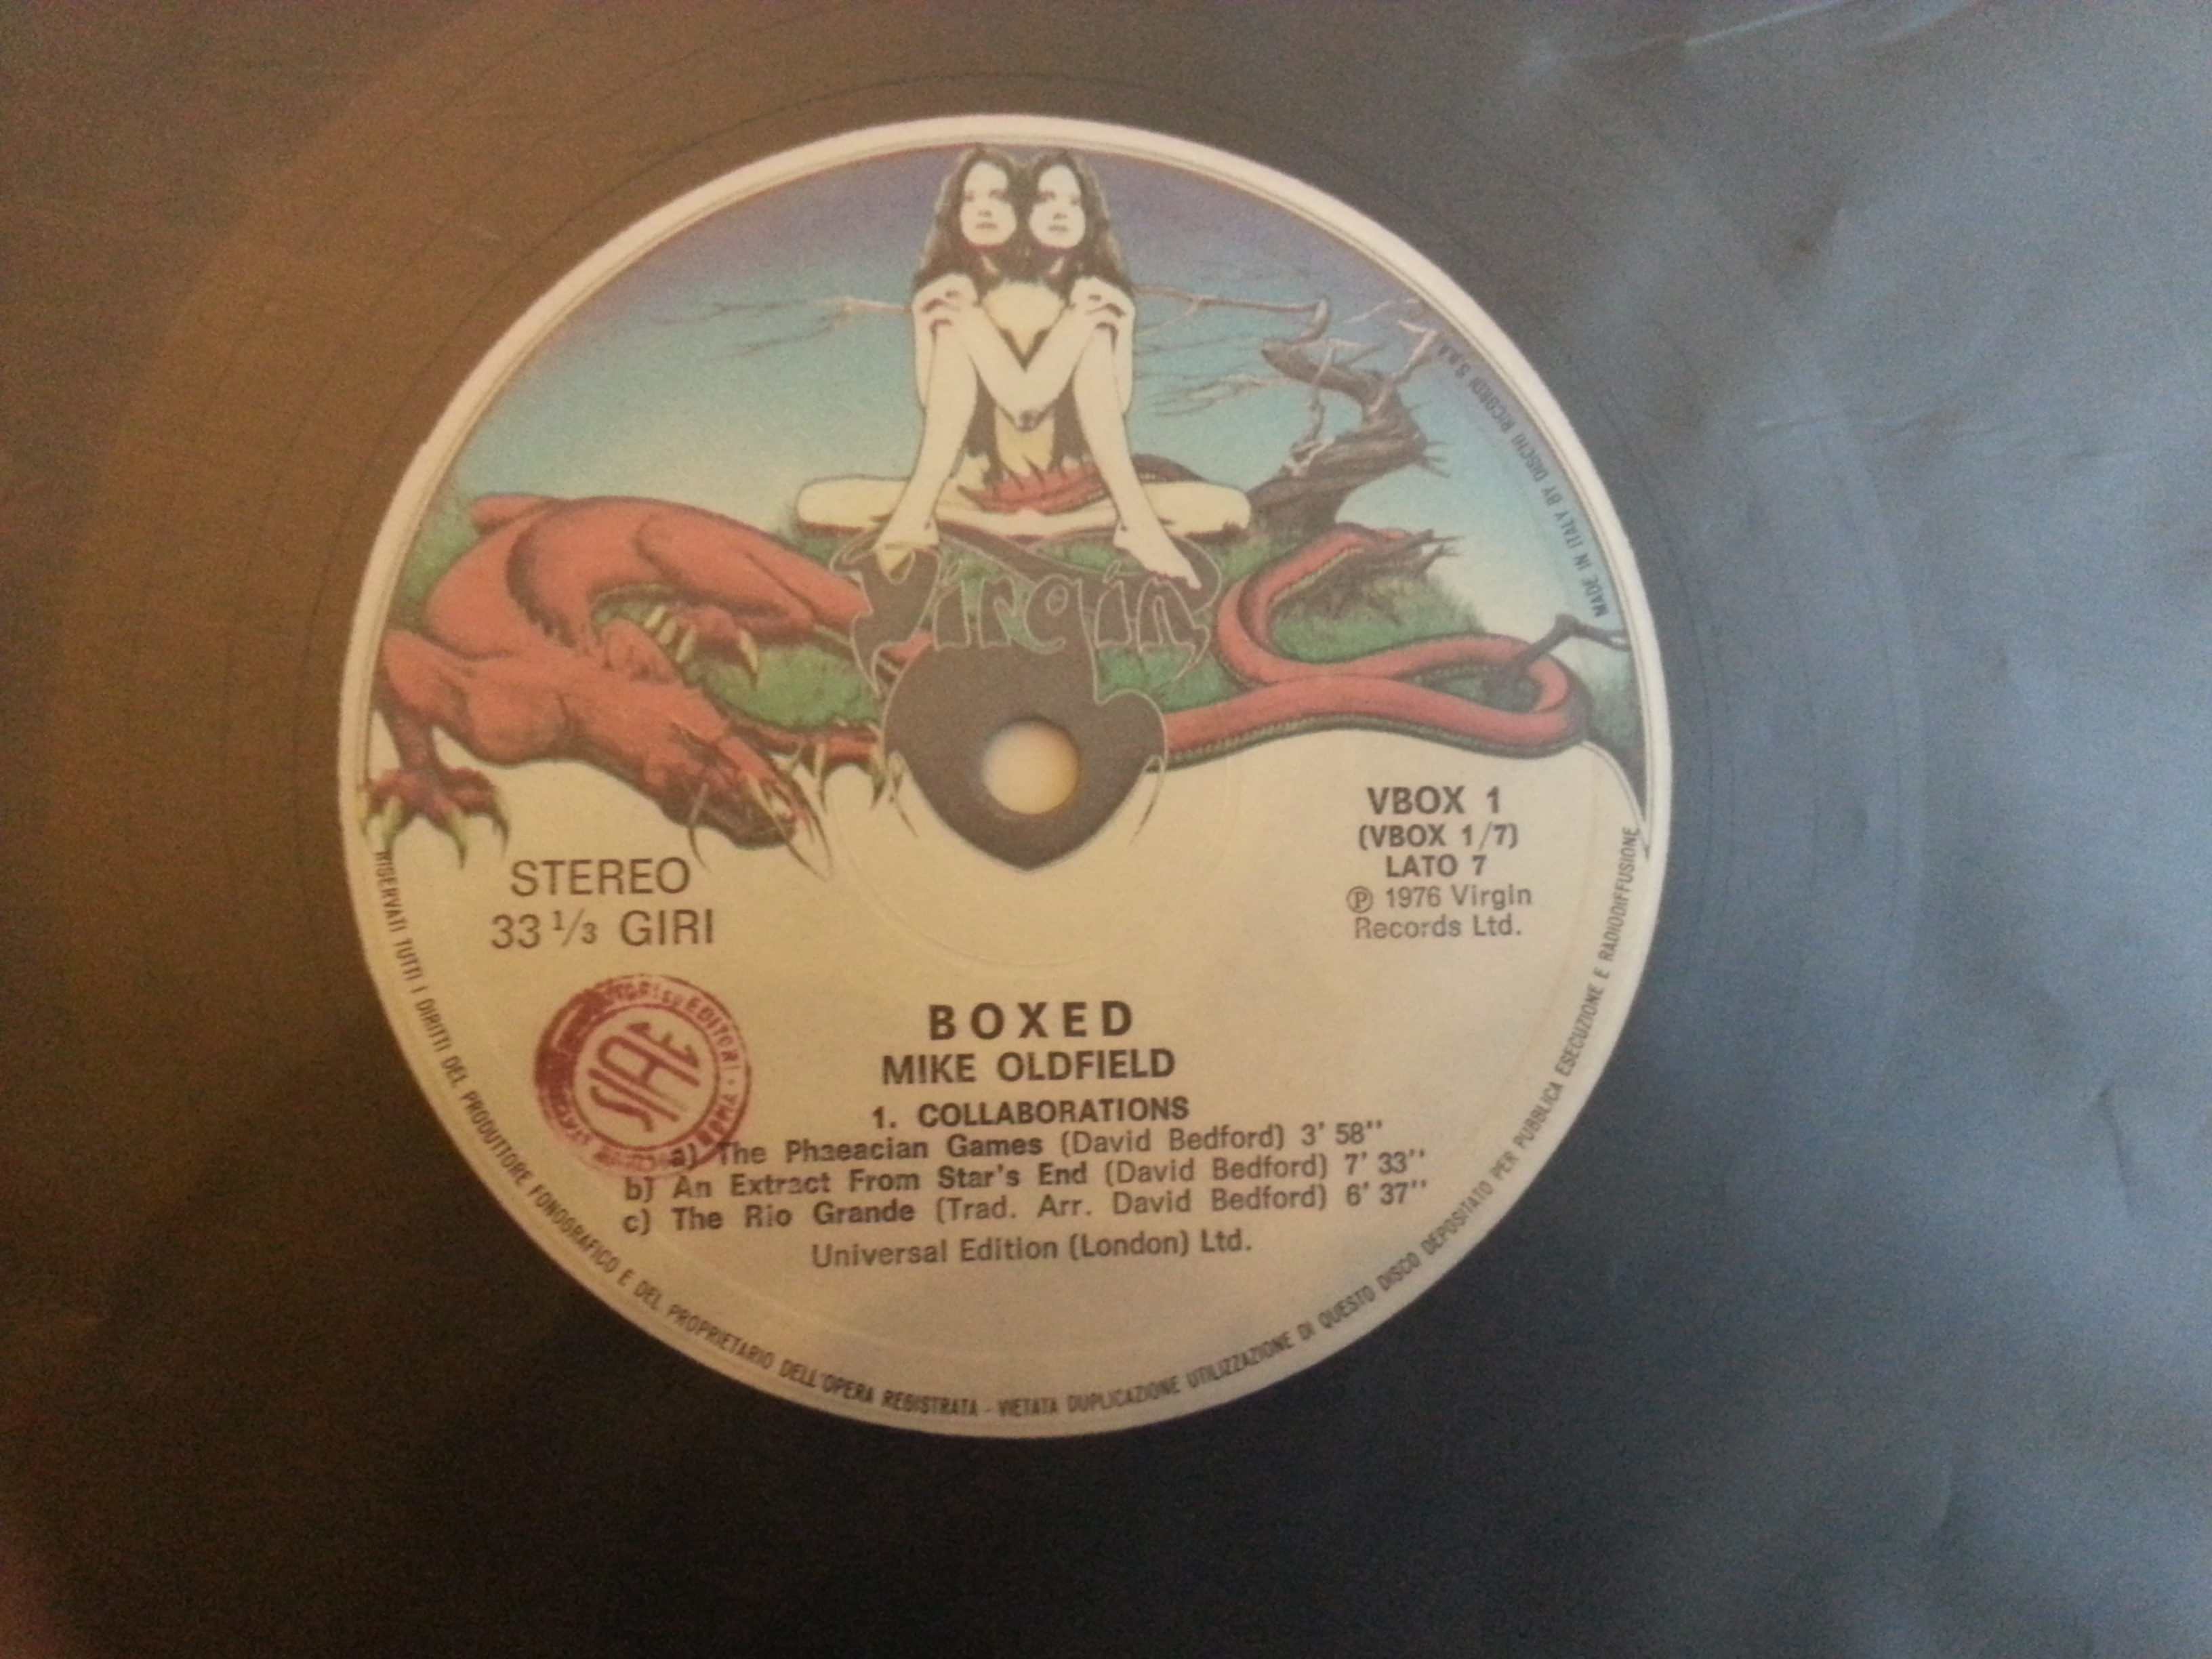 Virgin
MADE IN ITALY BY DISCHI RICORDI S.p.A.
STEREO
33 1/3 GIRI
VBOX 1
(VBOX 1/7)
LATO 7
Ⓟ 1976 Virgin
Records Ltd.
BOXED
MIKE OLDFIELD
1. COLLABORATIONS
a) The Phaeacian Games (David Bedford) 3' 58''
b) An Extract From Star's End (David Bedford) 7' 33''
c) The Rio Grande (Trad. Arr. David Bedford) 6' 37''
Universal Edition (London) Ltd.
EDITORI · ROMA
RISERVATI TUTTI I DIRITTI DEL PRODUTTORE FONOGRAFICO E DEL PROPRIETARIO DELL'OPERA REGISTRATA - VIETATA DUPLICAZIONE UTILIZZAZIONE DI QUESTO DISCO DEPOSITATO PER PUBBLICA ESECUZIONE E RADIODIFFUSIONE